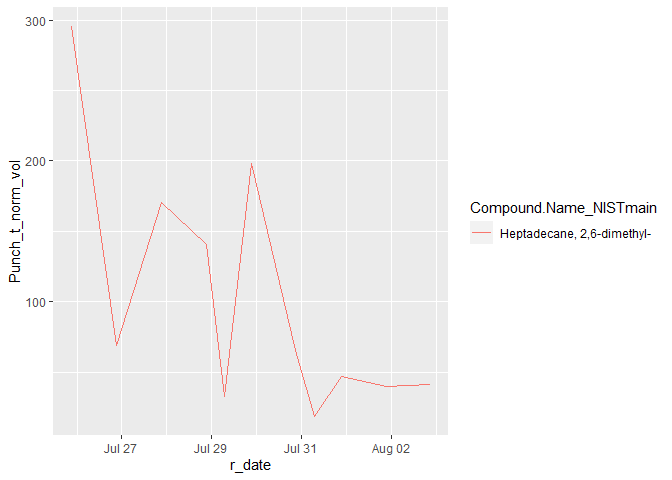 300
200
100
Punch_t_norm_vol
Jul 27
Jul 29
Jul 31
Aug 02
r_date
Compound.Name_NISTmain
Heptadecane, 2,6-dimethyl-